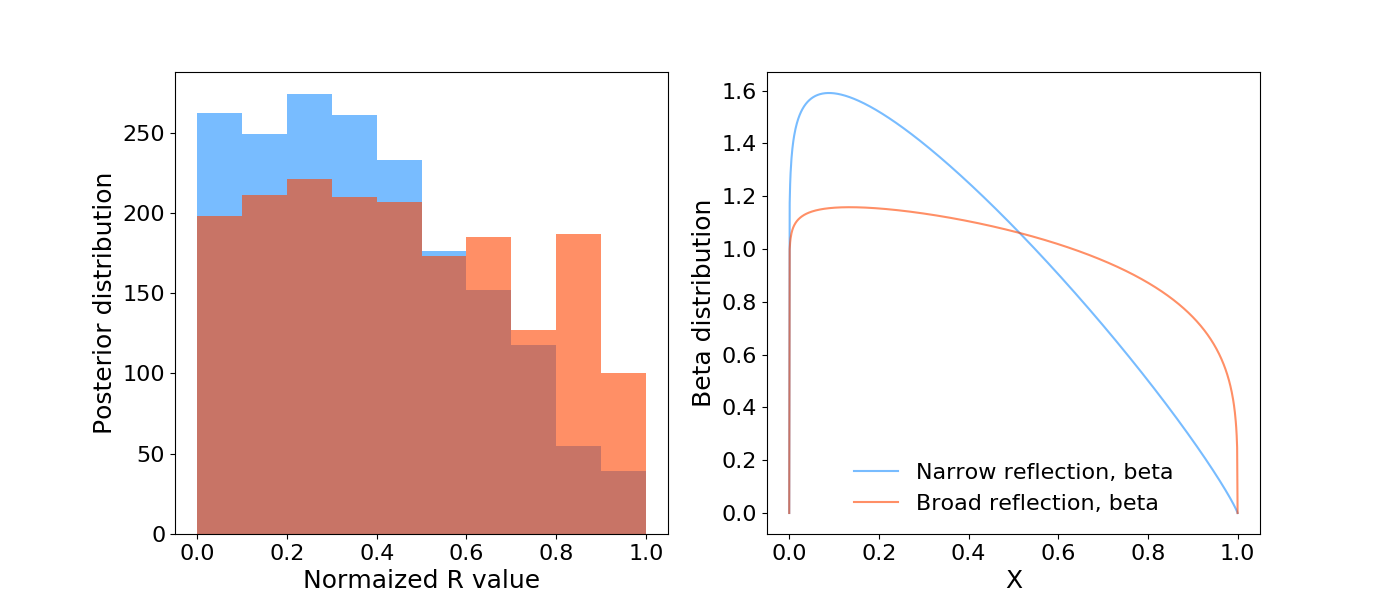 Posterior distribution
250
200
150
100
50
0
0.0 0.2 0.4 0.6 0.8 1.0
Normaized R value
Beta distribution
1.6
1.4
1.2
1.0
0.8
0.6
0.4
0.2
0.0
Narrow reflection, beta
Broad reflection, beta
0.0 0.2 0.4 0.6 0.8 1.0
X